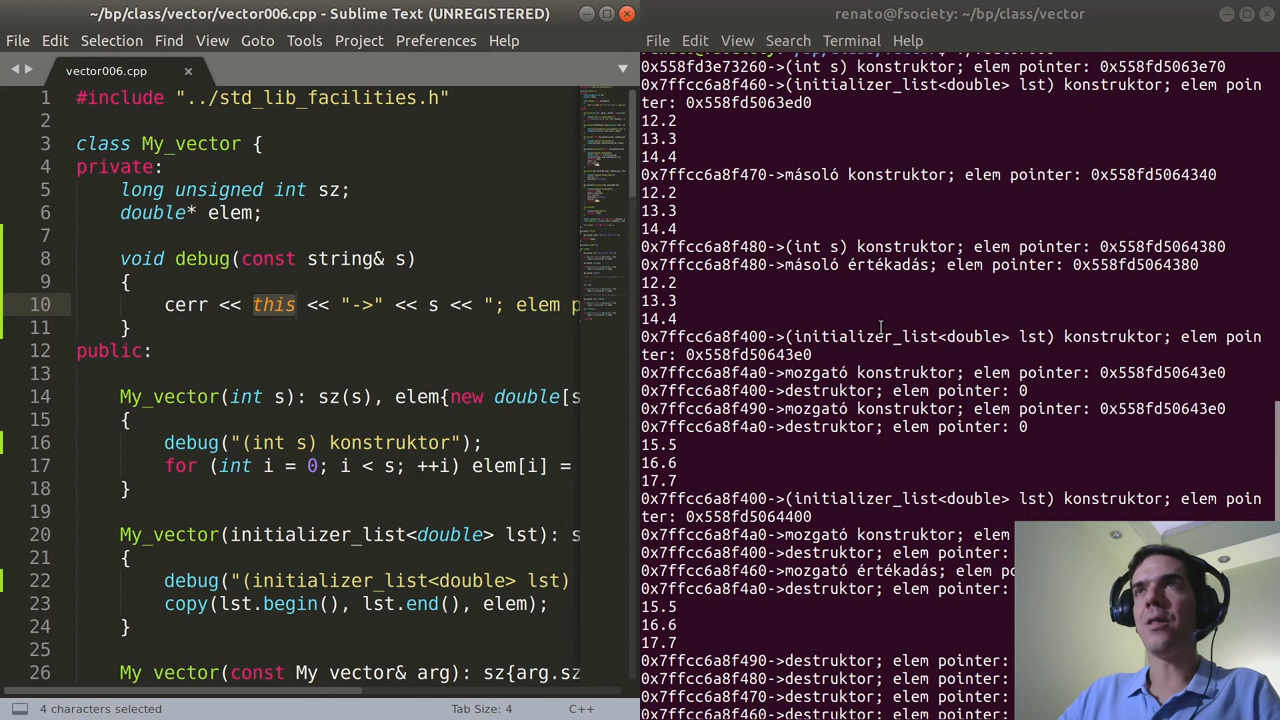 ~/bp/class/vector/vector006.cpp - Sublime Text (UNREGISTERED)
File Edit Selection Find View Goto Tools Project Preferences Help
vector006.cpp
1 #include "../std_lib_facilities.h"
2
3 class My_vector {
4 private:
5 long unsigned int sz;
6 double* elem;
7
8 void debug(const string& s)
9 {
10 cerr << this << "->" << s << "; elem p
11 }
12 public:
13
14 My_vector(int s): sz(s), elem{new double[s
15 {
16 debug("(int s) konstruktor");
17 for (int i = 0; i < s; ++i) elem[i] =
18 }
19
20 My_vector(initializer_list<double> lst): s
21 {
22 debug("(initializer_list<double> lst)
23 copy(lst.begin(), lst.end(), elem);
24 }
25
26 My_vector(const My_vector& arg): sz{arg.sz
4 characters selected
Tab Size: 4
C++
renato@fsociety: ~/bp/class/vector
File Edit View Search Terminal Help
0x558fd3e73260->(int s) konstruktor; elem pointer: 0x558fd5063e70
0x7ffcc6a8f460->(initializer_list<double> lst) konstruktor; elem poin
ter: 0x558fd5063ed0
12.2
13.3
14.4
0x7ffcc6a8f470->másoló konstruktor; elem pointer: 0x558fd5064340
12.2
13.3
14.4
0x7ffcc6a8f480->(int s) konstruktor; elem pointer: 0x558fd5064380
0x7ffcc6a8f480->másoló értékadás; elem pointer: 0x558fd5064380
12.2
13.3
14.4
0x7ffcc6a8f400->(initializer_list<double> lst) konstruktor; elem poin
ter: 0x558fd50643e0
0x7ffcc6a8f4a0->mozgató konstruktor; elem pointer: 0x558fd50643e0
0x7ffcc6a8f400->destruktor; elem pointer: 0
0x7ffcc6a8f490->mozgató konstruktor; elem pointer: 0x558fd50643e0
0x7ffcc6a8f4a0->destruktor; elem pointer: 0
15.5
16.6
17.7
0x7ffcc6a8f400->(initializer_list<double> lst) konstruktor; elem poin
ter: 0x558fd5064400
0x7ffcc6a8f4a0->mozgató konstruktor; elem
0x7ffcc6a8f400->destruktor; elem pointer:
0x7ffcc6a8f460->mozgató értékadás; elem po
0x7ffcc6a8f4a0->destruktor; elem pointer:
15.5
16.6
17.7
0x7ffcc6a8f490->destruktor; elem pointer:
0x7ffcc6a8f480->destruktor; elem pointer:
0x7ffcc6a8f470->destruktor; elem pointer:
0x7ffcc6a8f460->destruktor; elem pointer: